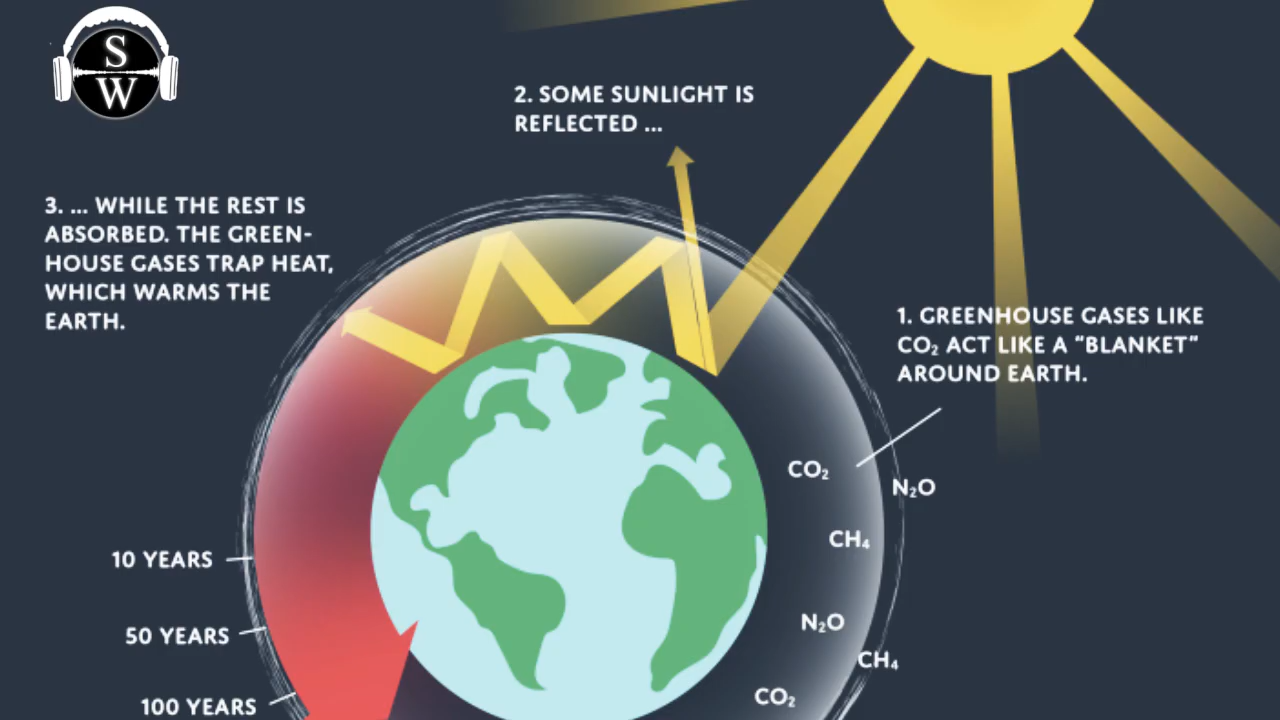 S
W
2. SOME SUNLIGHT IS
REFLECTED ...
3. ... WHILE THE REST IS
ABSORBED. THE GREEN-
HOUSE GASES TRAP HEAT,
WHICH WARMS THE
EARTH.
1. GREENHOUSE GASES LIKE
CO₂ ACT LIKE A "BLANKET"
AROUND EARTH.
CO₂
N₂O
CH₄
N₂O
CH₄
CO₂
10 YEARS
50 YEARS
100 YEARS